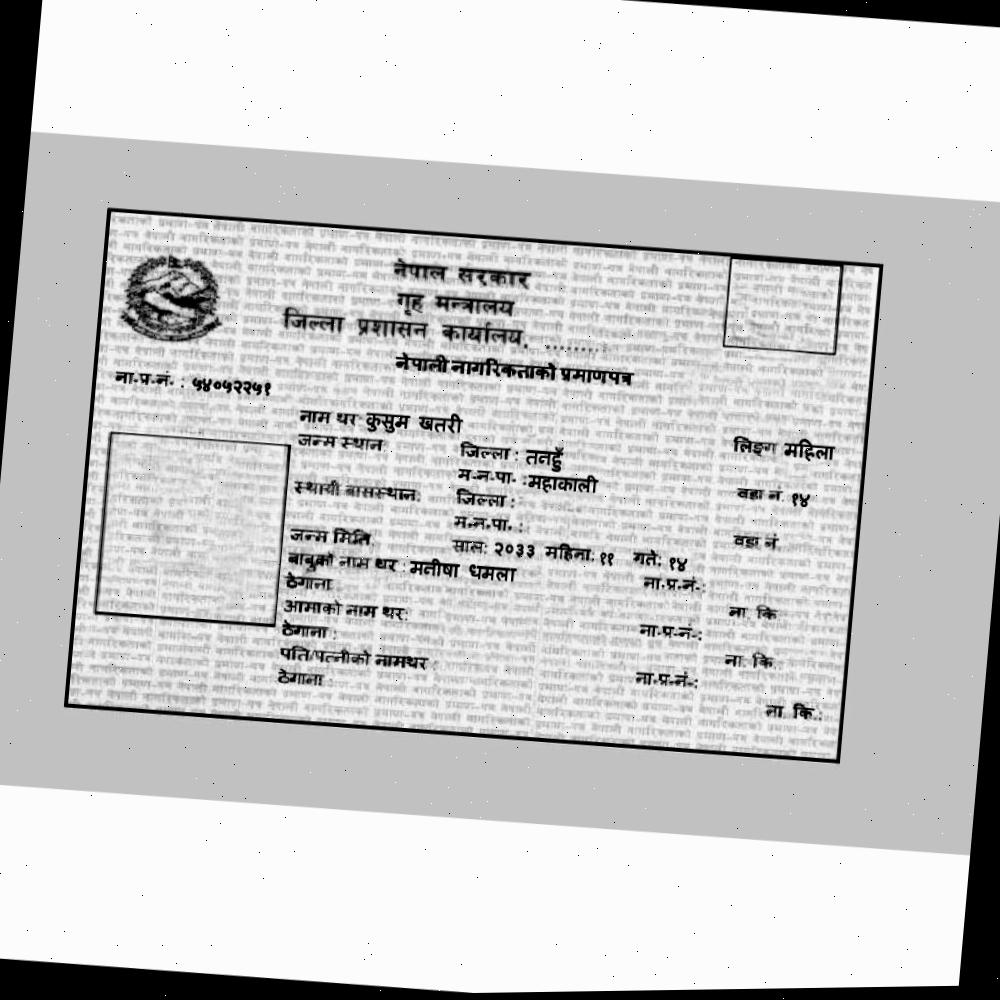 नेपाल सरकार
गृह मन्त्रालय
जिल्ला प्रशासन कार्यालय. .........
नेपाली नागरिकताको प्रमाणपत्र
ना.प्र.नं. : ५४०५२२५१
नाम थर कुसुम खतरी लिङ्ग महिला
जन्म स्थान जिल्ला : तनहुँ
म.न.पा. : महाकाली वडा नं. १४
स्थायी बासस्थान: जिल्ला :
म.न.पा. : वडा नं
जन्म मिति. साल: २०३३ महिना: ११ गते: १४
बाबुको नाम थर : मतीषा धमला ना.प्र.नं.:
ठेगाना ना. कि
आमाको नाम थर: ना.प्र.नं.:
ठेगाना : ना. कि.
पति/पत्नीको नामथर : ना.प्र.नं.:
ठेगाना ना. कि.: